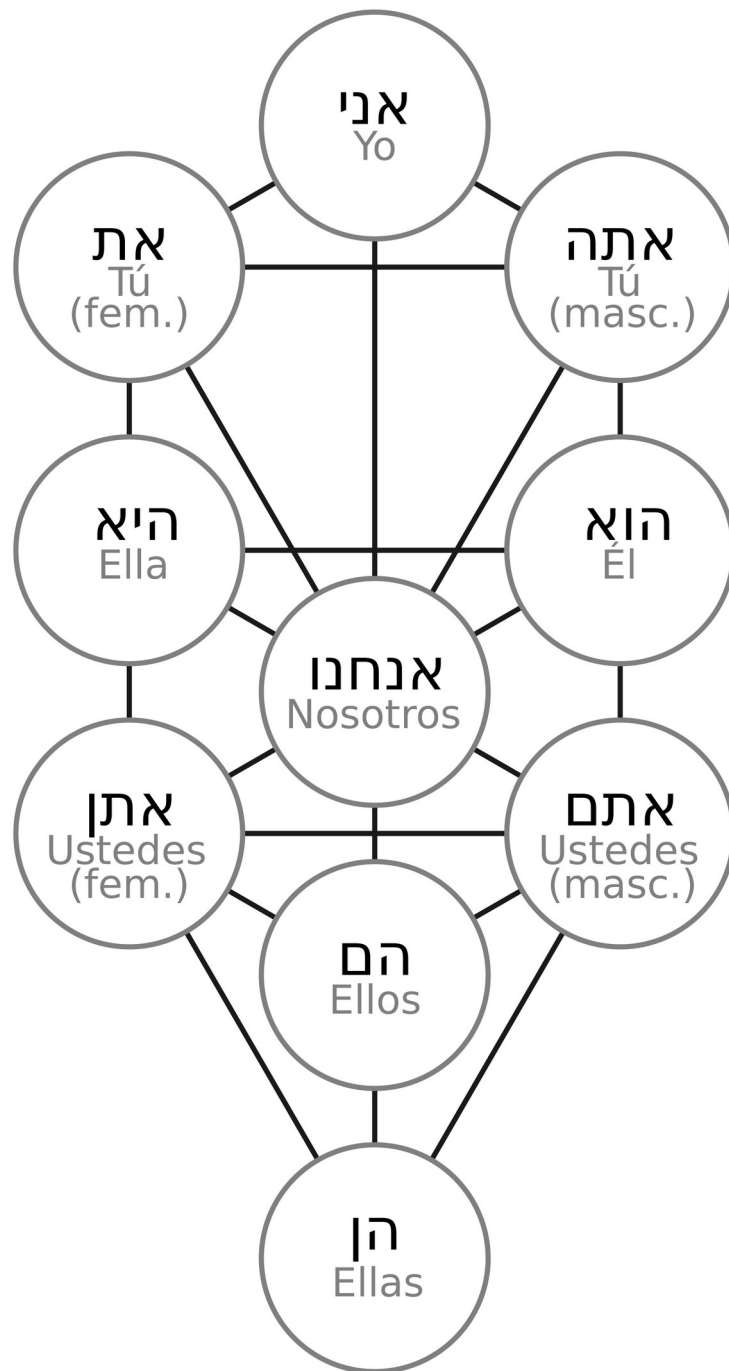 אני
Yo
את
Tú
(fem.)
אתה
Tú
(masc.)
היא
Ella
הוא
Él
אנחנו
Nosotros
אתן
Ustedes
(fem.)
אתם
Ustedes
(masc.)
הם
Ellos
הן
Ellas